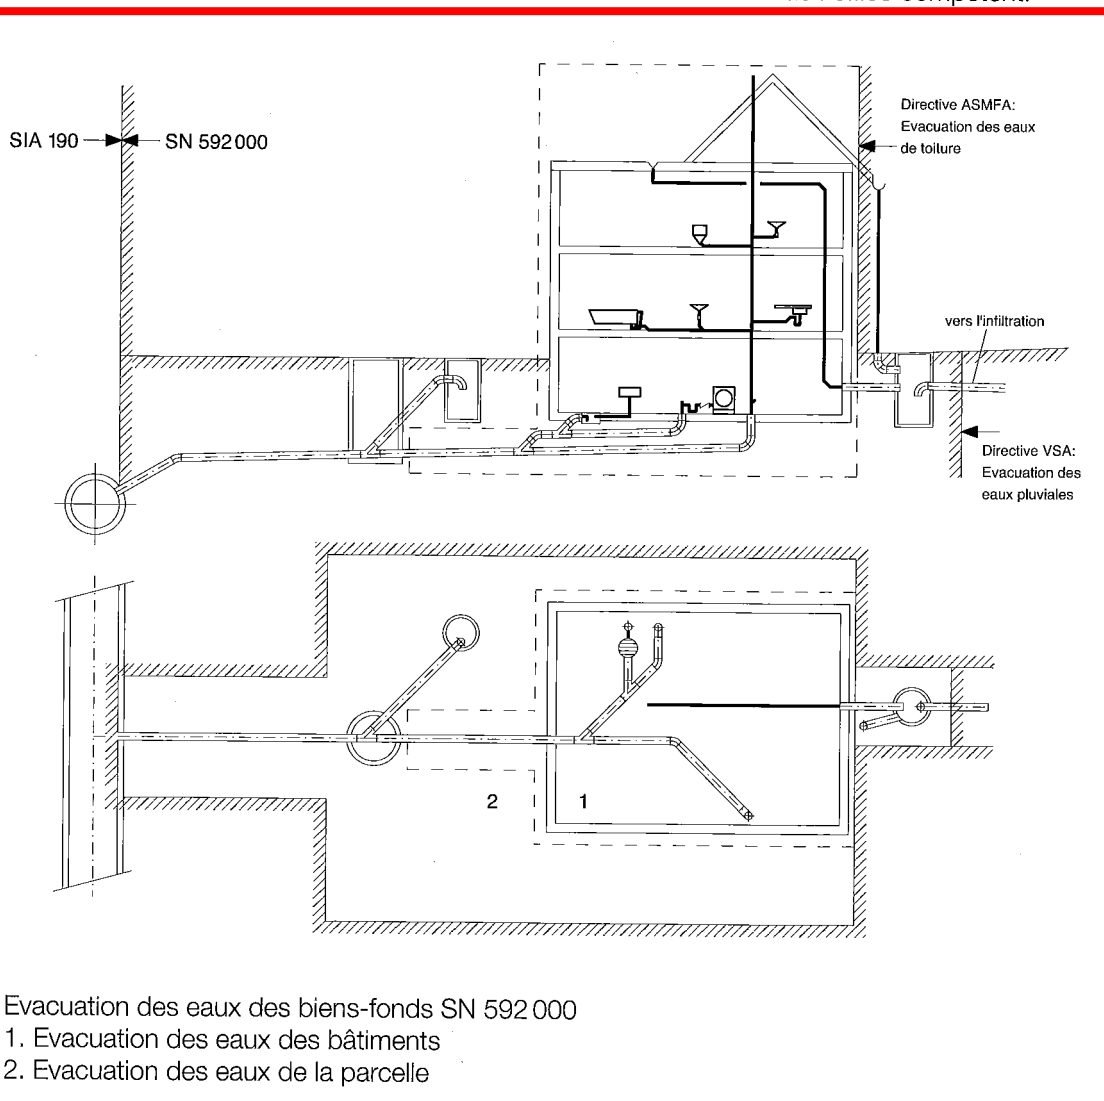 compétent.
SIA 190
SN 592 000
Directive ASMFA:
Evacuation des eaux
de toiture
vers l'infiltration
Directive VSA:
Evacuation des
eaux pluviales
2
1
Evacuation des eaux des biens-fonds SN 592 000
1. Evacuation des eaux des bâtiments
2. Evacuation des eaux de la parcelle